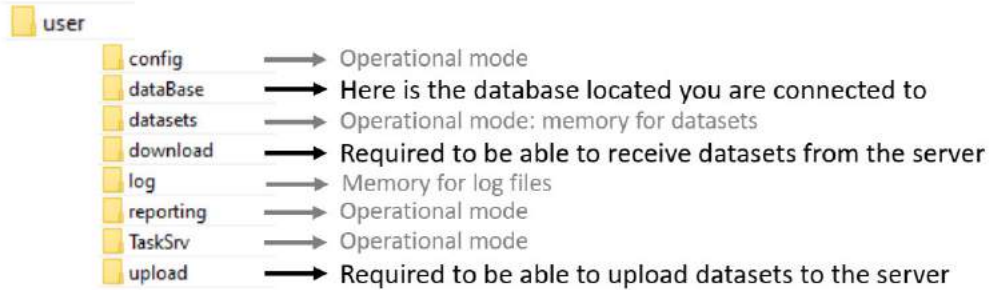 user
config Operational mode
dataBase Here is the database located you are connected to
datasets Operational mode: memory for datasets
download Required to be able to receive datasets from the server
log Memory for log files
reporting Operational mode
TaskSrv Operational mode
upload Required to be able to upload datasets to the server